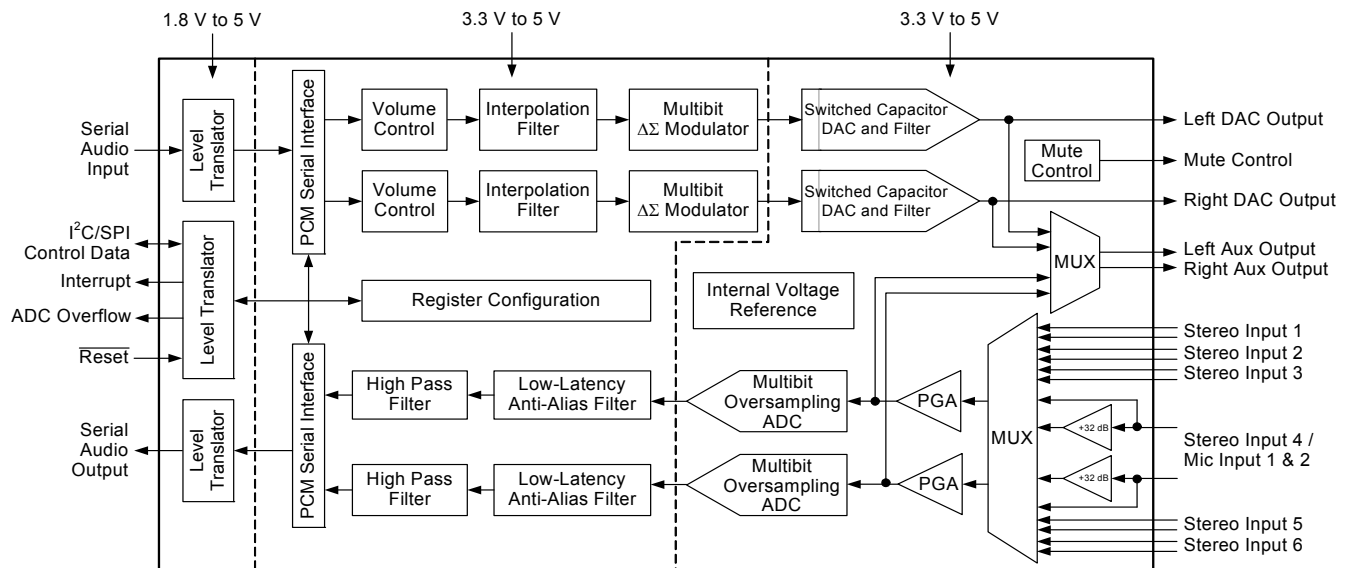 1.8 V to 5 V
3.3 V to 5 V
3.3 V to 5 V
Serial
Audio
Input
Level
Translator
PCM Serial Interface
Volume
Control
Interpolation
Filter
Multibit
ΔΣ Modulator
Switched Capacitor
DAC and Filter
Left DAC Output
Mute
Control
Mute Control
Volume
Control
Interpolation
Filter
Multibit
ΔΣ Modulator
Switched Capacitor
DAC and Filter
Right DAC Output
I²C/SPI
Control Data
Interrupt
ADC Overflow
Reset
Level Translator
Register Configuration
Internal Voltage
Reference
MUX
Left Aux Output
Right Aux Output
Serial
Audio
Output
Level
Translator
PCM Serial Interface
High Pass
Filter
Low-Latency
Anti-Alias Filter
Multibit
Oversampling
ADC
PGA
High Pass
Filter
Low-Latency
Anti-Alias Filter
Multibit
Oversampling
ADC
PGA
MUX
+32 dB
+32 dB
Stereo Input 1
Stereo Input 2
Stereo Input 3
Stereo Input 4 /
Mic Input 1 & 2
Stereo Input 5
Stereo Input 6